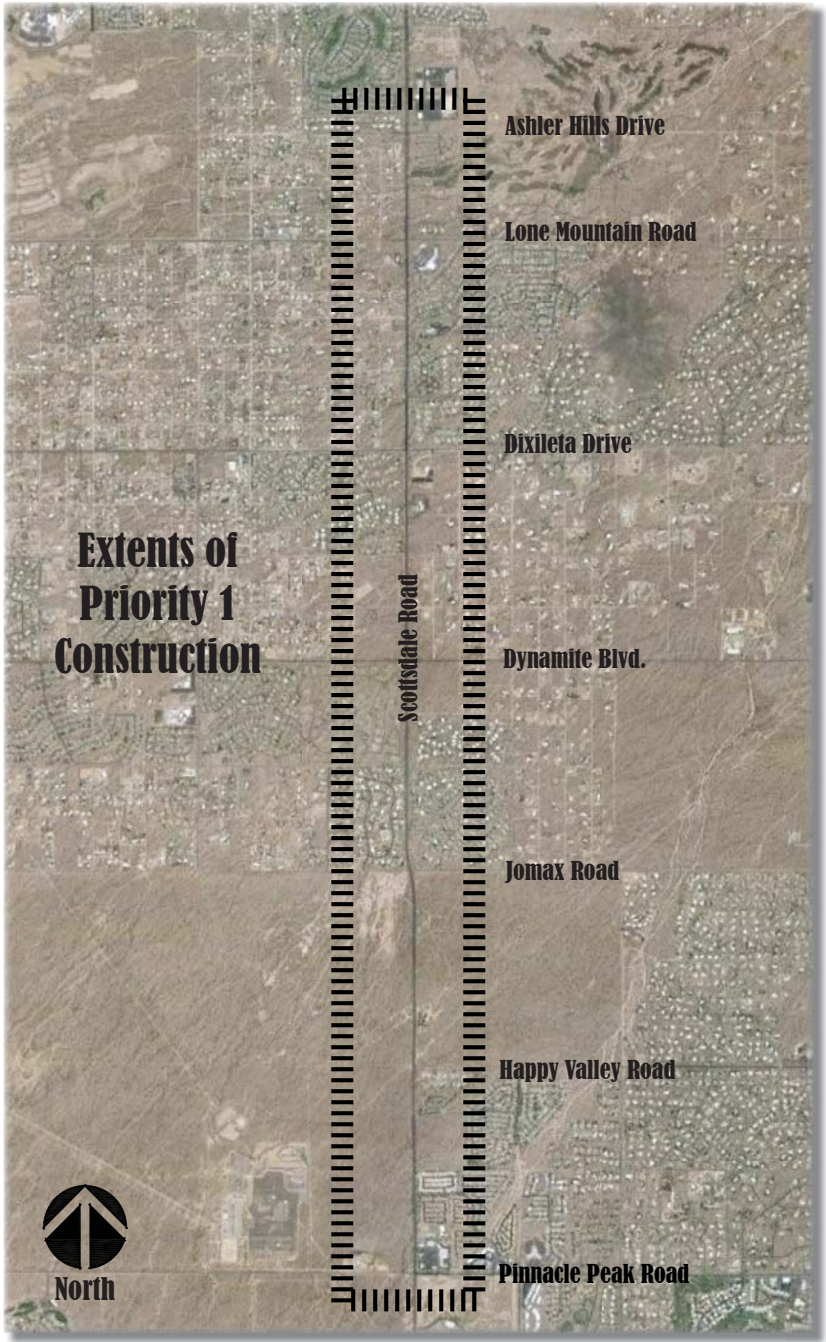 Ashler Hills Drive
Lone Mountain Road
Dixileta Drive
Extents of
Priority 1
Construction
Scottsdale Road
Dynamite Blvd.
Jomax Road
Happy Valley Road
Pinnacle Peak Road
North